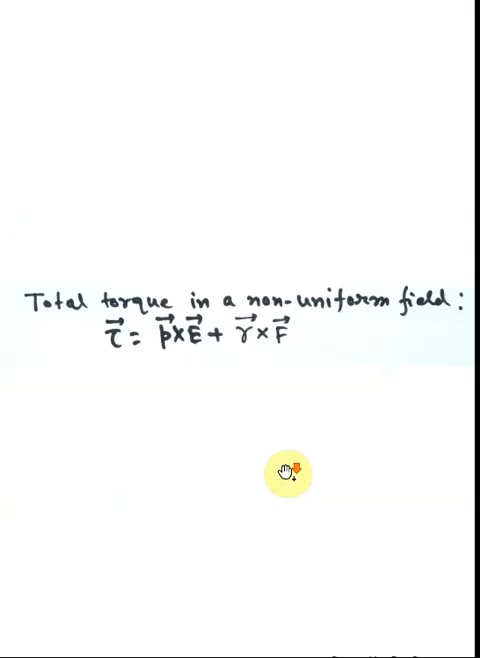 Total torque in a non-uniform field:
τ⃗ = p⃗×E⃗ + r⃗×F⃗